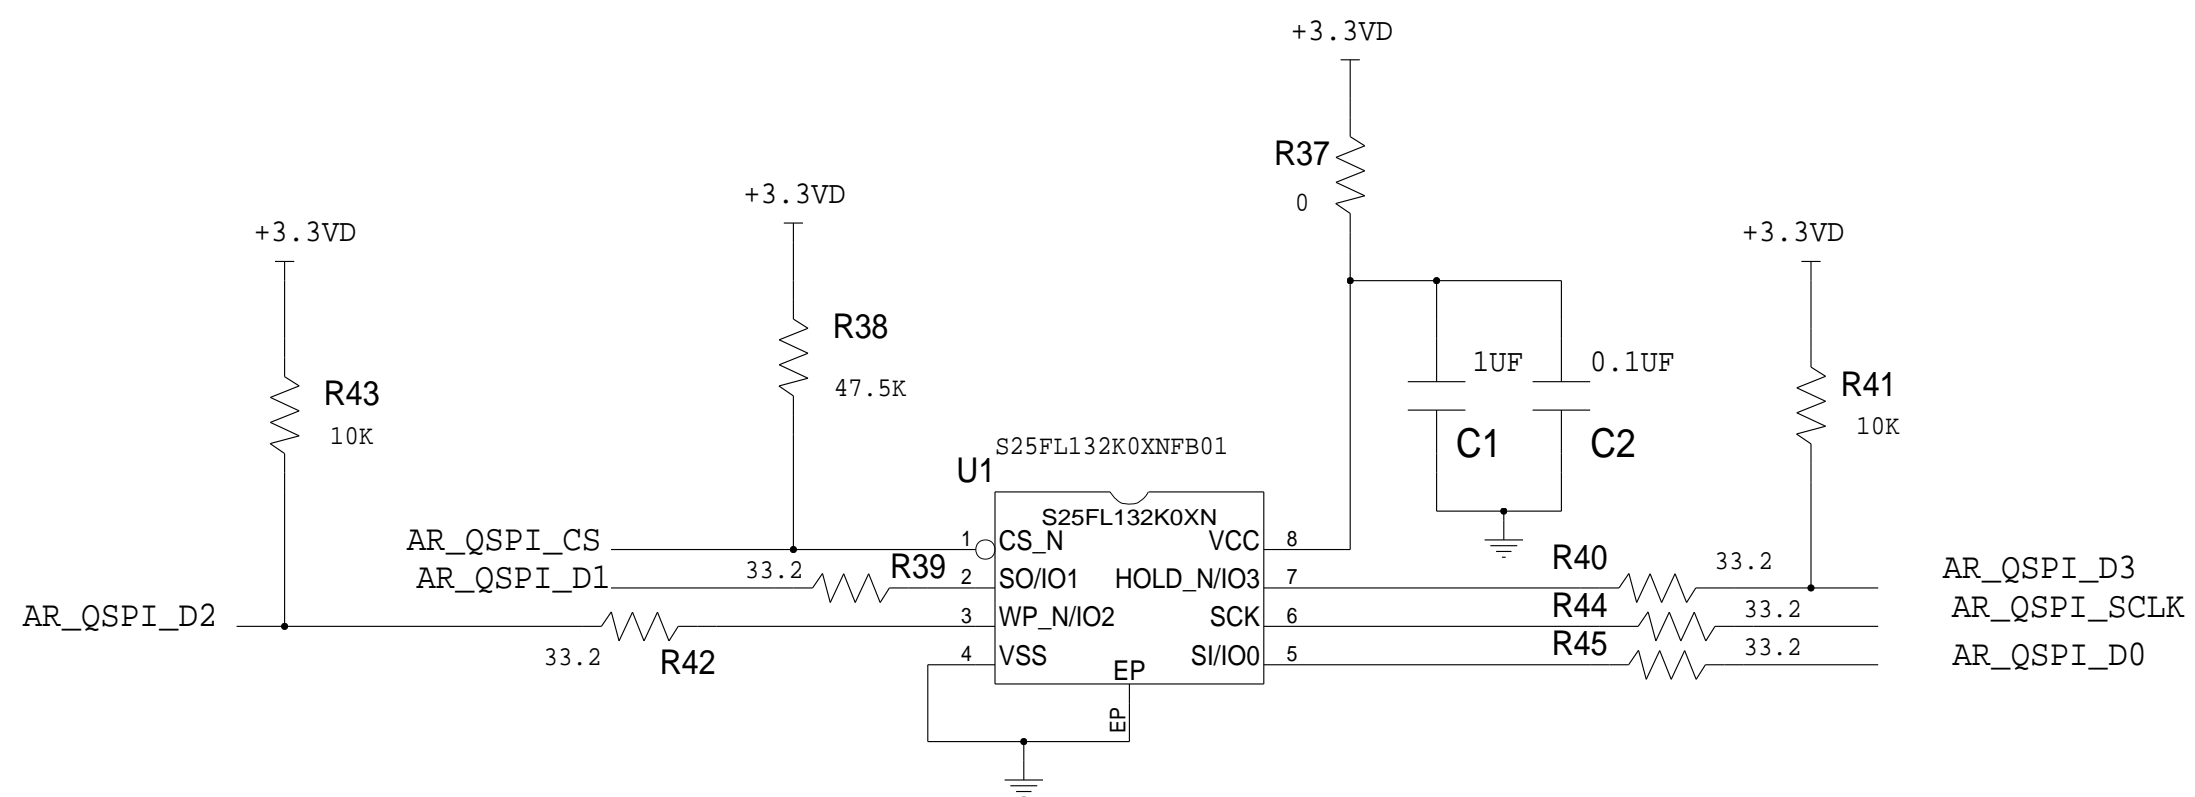 +3.3VD
R37
0
+3.3VD
+3.3VD
+3.3VD
R38
47.5K
R43
10K
1UF
0.1UF
C1
C2
R41
10K
S25FL132K0XNFB01
U1
S25FL132K0XN
AR_QSPI_CS
1
CS_N
VCC
8
AR_QSPI_D1
33.2
R39
2
SO/IO1
HOLD_N/IO3
7
R40
33.2
AR_QSPI_D3
AR_QSPI_D2
33.2
R42
3
WP_N/IO2
SCK
6
R44
33.2
AR_QSPI_SCLK
4
VSS
SI/IO0
5
R45
33.2
AR_QSPI_D0
EP
EP